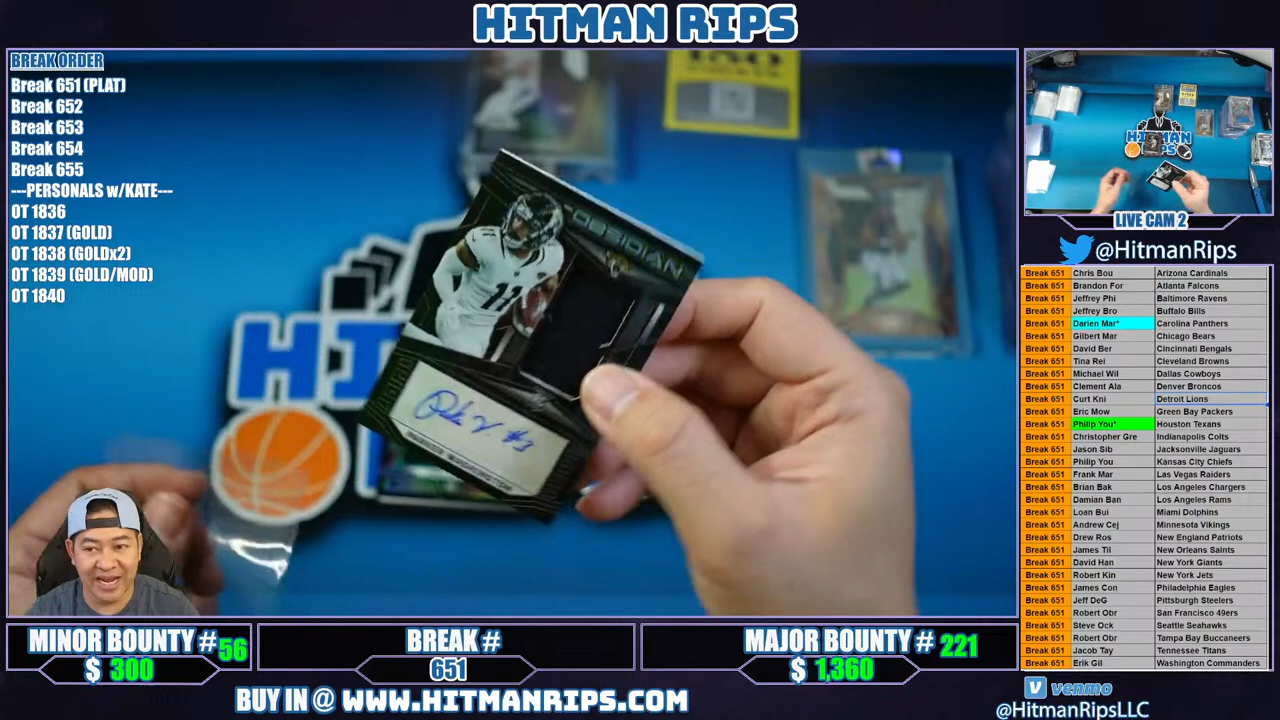 HITMAN RIPS
BREAK ORDER
Break 651 (PLAT)
Break 652
Break 653
Break 654
Break 655
---PERSONALS w/KATE---
OT 1836
OT 1837 (GOLD)
OT 1838 (GOLDx2)
OT 1839 (GOLD/MOD)
OT 1840
OBSIDIAN
11
HITMAN
RIPS
LIVE CAM 2
@HitmanRips
Break 651 Chris Bou Arizona Cardinals
Break 651 Brandon For Atlanta Falcons
Break 651 Jeffrey Phi Baltimore Ravens
Break 651 Jeffrey Bro Buffalo Bills
Break 651 Darien Mar* Carolina Panthers
Break 651 Gilbert Mar Chicago Bears
Break 651 David Ber Cincinnati Bengals
Break 651 Tina Rei Cleveland Browns
Break 651 Michael Wil Dallas Cowboys
Break 651 Clement Ala Denver Broncos
Break 651 Curt Kni Detroit Lions
Break 651 Eric Mow Green Bay Packers
Break 651 Philip You* Houston Texans
Break 651 Christopher Gre Indianapolis Colts
Break 651 Jason Sib Jacksonville Jaguars
Break 651 Philip You Kansas City Chiefs
Break 651 Frank Mar Las Vegas Raiders
Break 651 Brian Bak Los Angeles Chargers
Break 651 Damian Ban Los Angeles Rams
Break 651 Loan Bui Miami Dolphins
Break 651 Andrew Cej Minnesota Vikings
Break 651 Drew Ros New England Patriots
Break 651 James Til New Orleans Saints
Break 651 David Han New York Giants
Break 651 Robert Kin New York Jets
Break 651 James Con Philadelphia Eagles
Break 651 Jeff DeG Pittsburgh Steelers
Break 651 Robert Obr San Francisco 49ers
Break 651 Steve Ock Seattle Seahawks
Break 651 Robert Obr Tampa Bay Buccaneers
Break 651 Jacob Tay Tennessee Titans
Break 651 Erik Gil Washington Commanders
MINOR BOUNTY # 56
$ 300
BREAK #
651
MAJOR BOUNTY # 221
$ 1,360
BUY IN @ WWW.HITMANRIPS.COM
venmo
@HitmanRipsLLC